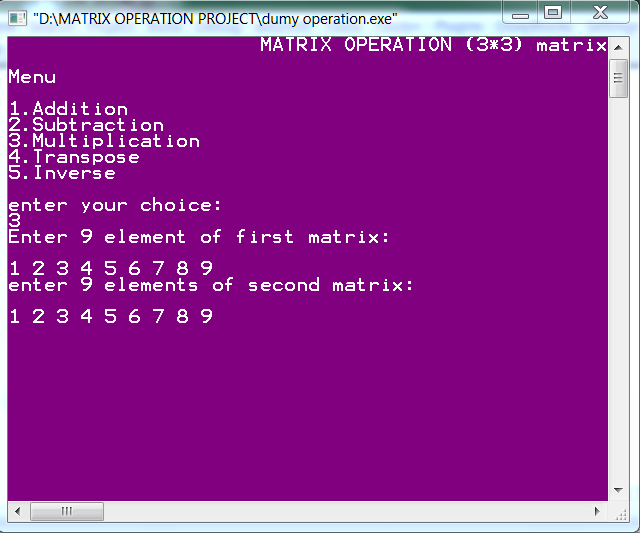 "D:\MATRIX OPERATION PROJECT\dumy operation.exe"
MATRIX OPERATION (3*3) matrix
Menu
1.Addition
2.Subtraction
3.Multiplication
4.Transpose
5.Inverse
enter your choice:
3
Enter 9 element of first matrix:
1 2 3 4 5 6 7 8 9
enter 9 elements of second matrix:
1 2 3 4 5 6 7 8 9